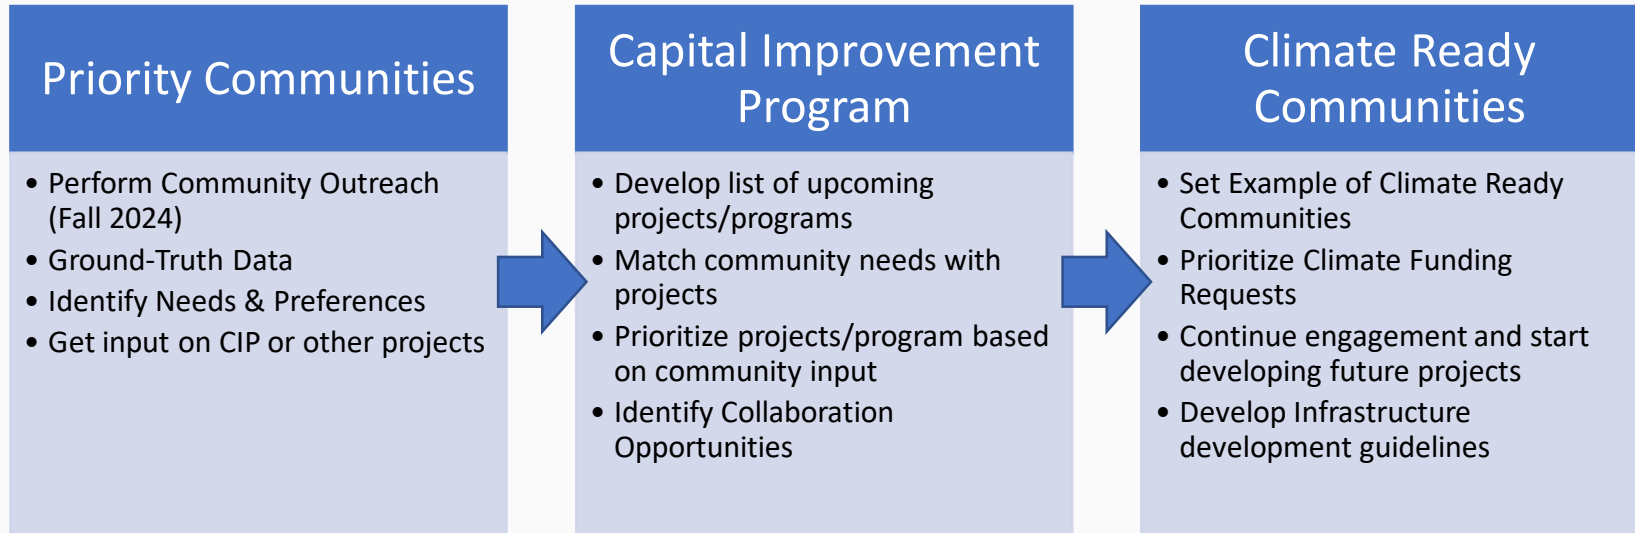 Priority Communities
• Perform Community Outreach
(Fall 2024)
• Ground-Truth Data
• Identify Needs & Preferences
• Get input on CIP or other projects
Capital Improvement
Program
• Develop list of upcoming
projects/programs
• Match community needs with
projects
• Prioritize projects/program based
on community input
• Identify Collaboration
Opportunities
Climate Ready
Communities
• Set Example of Climate Ready
Communities
• Prioritize Climate Funding
Requests
• Continue engagement and start
developing future projects
• Develop Infrastructure
development guidelines